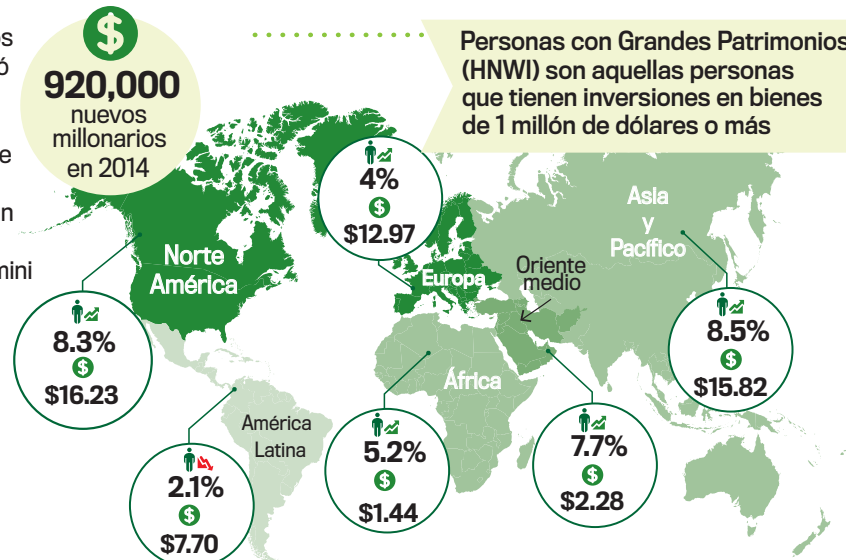 os
ó
e
n
mini
$
920,000
nuevos
millonarios
en 2014
Personas con Grandes Patrimonios
(HNWI) son aquellas personas
que tienen inversiones en bienes
de 1 millón de dólares o más
4%
$
$12.97
Norte
América
Europa
Oriente
medio
Asia
y
Pacífico
8.3%
$
$16.23
8.5%
$
$15.82
África
América
Latina
2.1%
$
$7.70
5.2%
$
$1.44
7.7%
$
$2.28